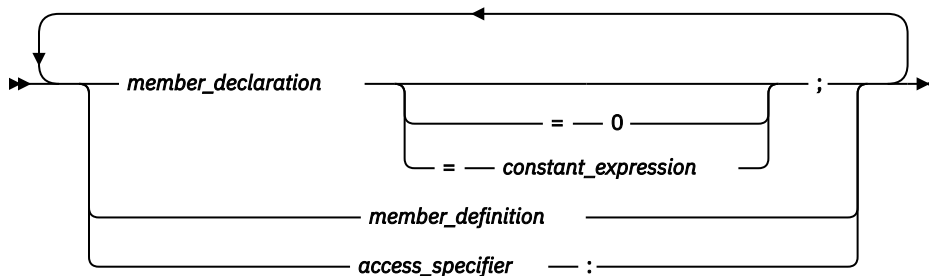 member_declaration ;
= 0
= constant_expression
member_definition
access_specifier :